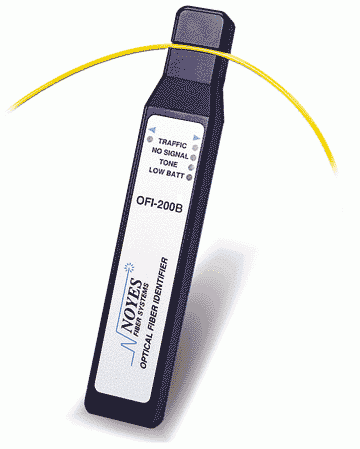 TRAFFIC
NO SIGNAL
TONE
LOW BATT
OFI-200B
NOYES
FIBER SYSTEMS
OPTICAL FIBER IDENTIFIER